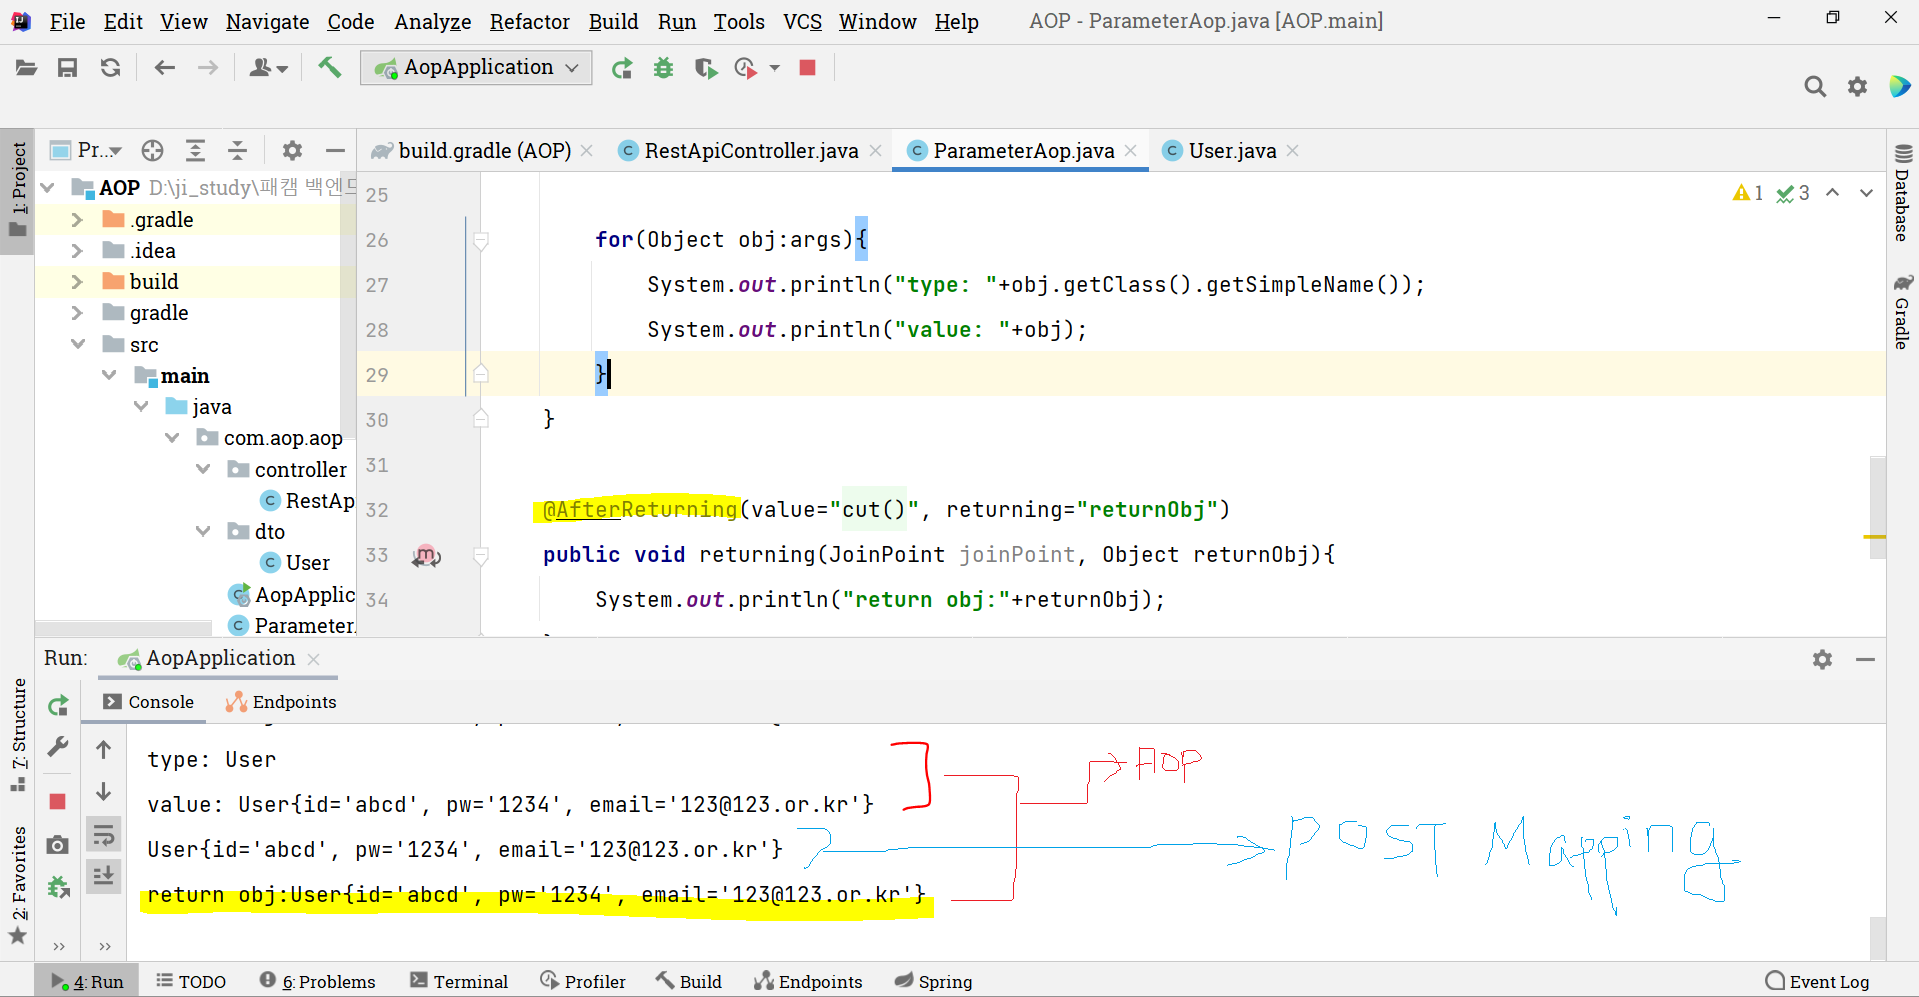 File Edit View Navigate Code Analyze Refactor Build Run Tools VCS Window Help AOP - ParameterAop.java [AOP.main]
AopApplication
1: Project
Pr...
build.gradle (AOP)
RestApiController.java
ParameterAop.java
User.java
AOP D:\ji_study\패캠 백엔드
.gradle
.idea
build
gradle
src
main
java
com.aop.aop
controller
RestAp
dto
User
AopApplic
Parameter.
25
26 for(Object obj:args){
27 System.out.println("type: "+obj.getClass().getSimpleName());
28 System.out.println("value: "+obj);
29 }
30 }
31
32 @AfterReturning(value="cut()", returning="returnObj")
33 public void returning(JoinPoint joinPoint, Object returnObj){
34 System.out.println("return obj:"+returnObj);
1 3
Database
Gradle
Run: AopApplication
Console Endpoints
7: Structure
2: Favorites
type: User
value: User{id='abcd', pw='1234', email='123@123.or.kr'}
User{id='abcd', pw='1234', email='123@123.or.kr'}
return obj:User{id='abcd', pw='1234', email='123@123.or.kr'}
AOP
POST Mapping
4: Run TODO 6: Problems Terminal Profiler Build Endpoints Spring Event Log